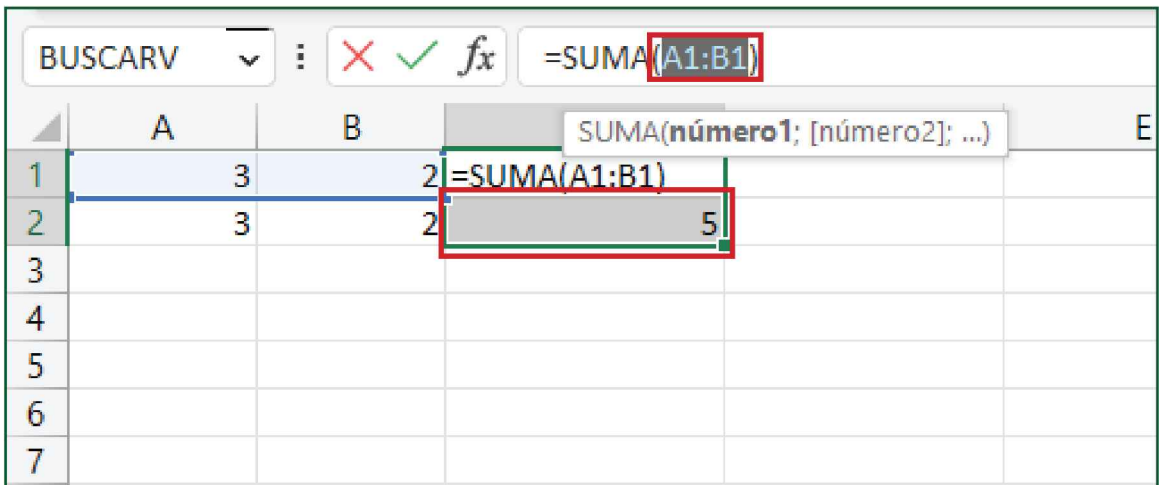 BUSCARV fx =SUMA(A1:B1)
A B E
SUMA(número1; [número2]; ...)
1 3 2 =SUMA(A1:B1)
2 3 2 5
3
4
5
6
7